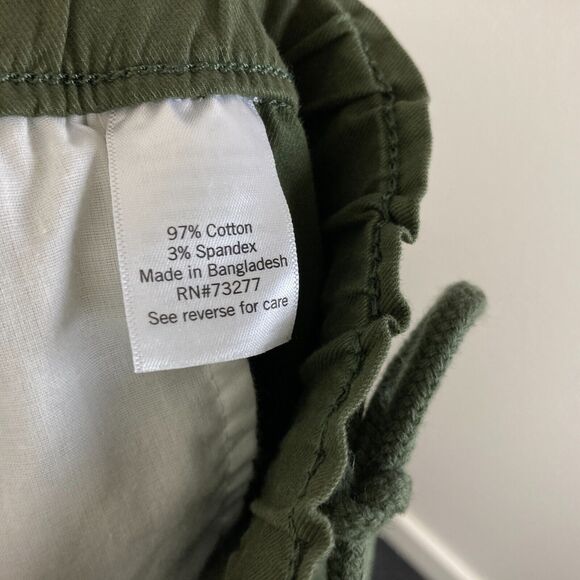 97% Cotton
3% Spandex
Made in Bangladesh
RN#73277
See reverse for care